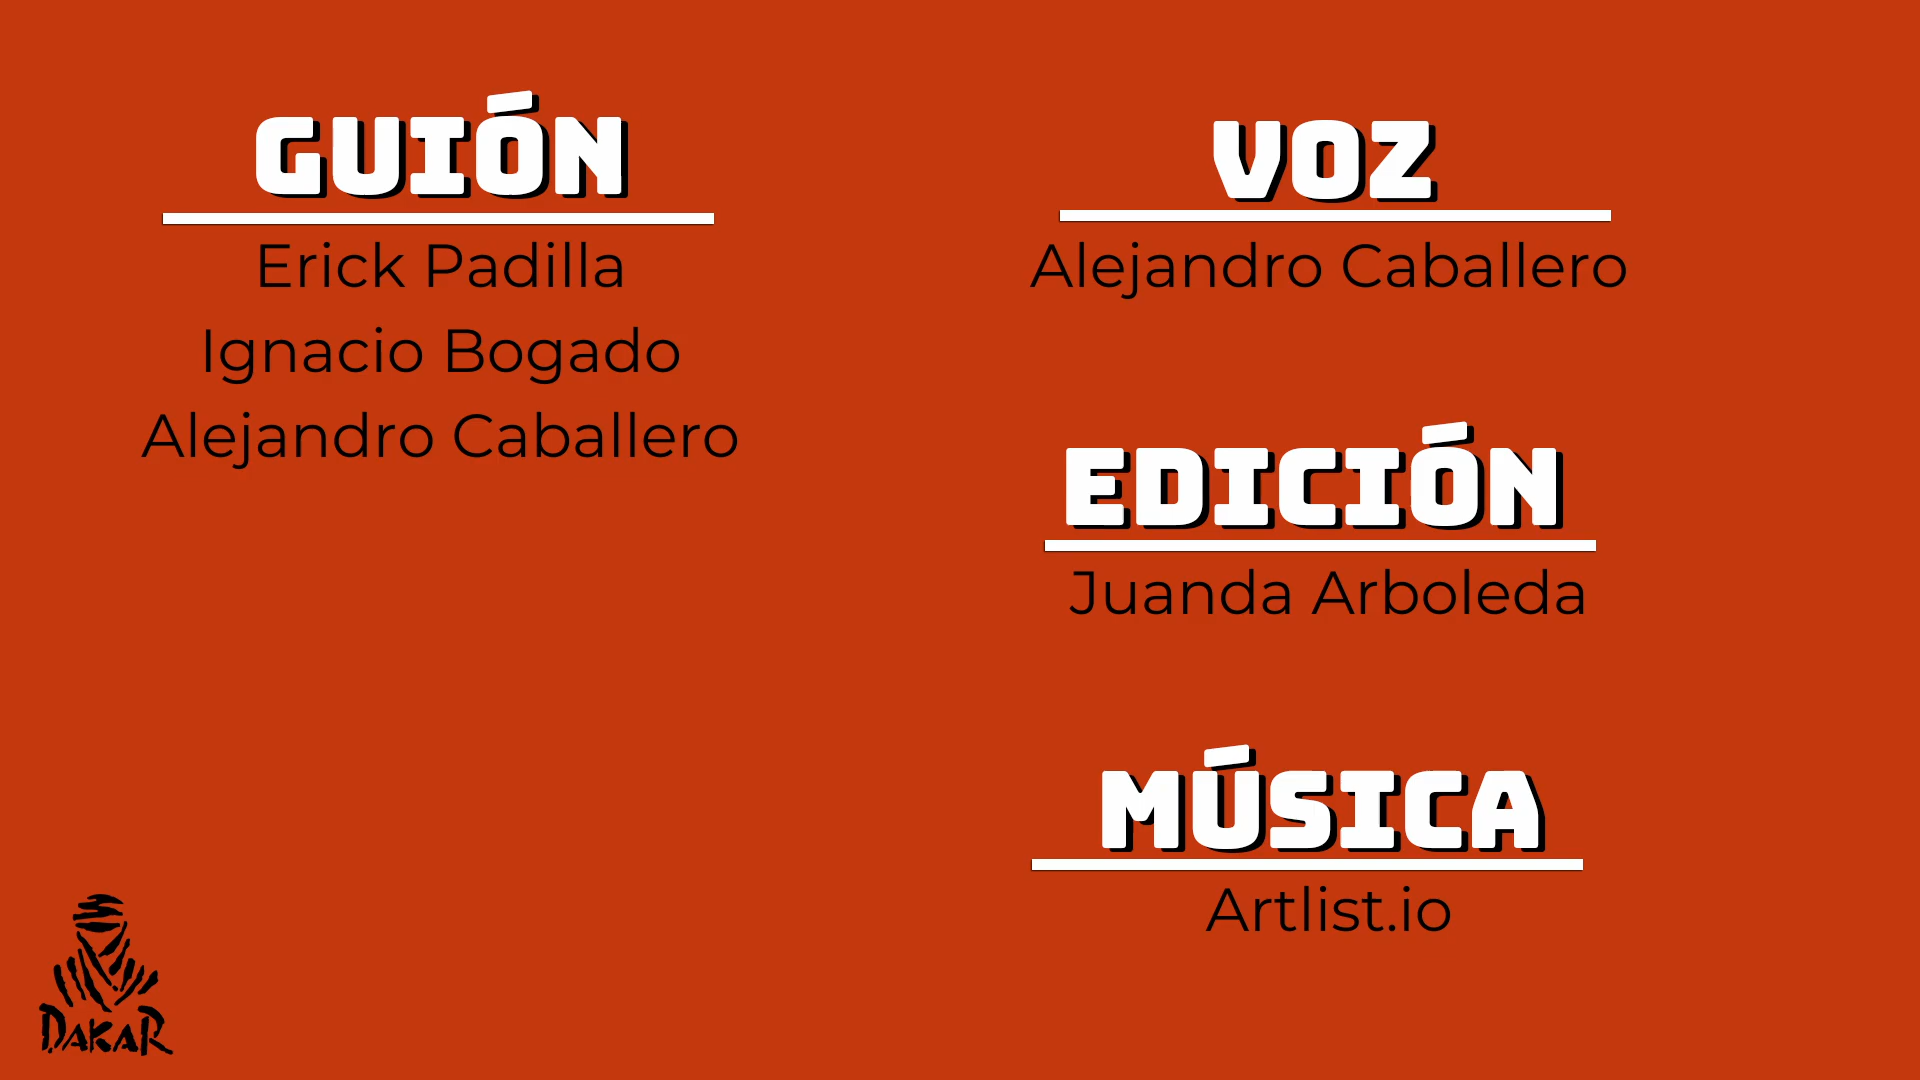 GUIÓN
Erick Padilla
Ignacio Bogado
Alejandro Caballero
VOZ
Alejandro Caballero
EDICIÓN
Juanda Arboleda
MÚSICA
Artlist.io
DAKAR